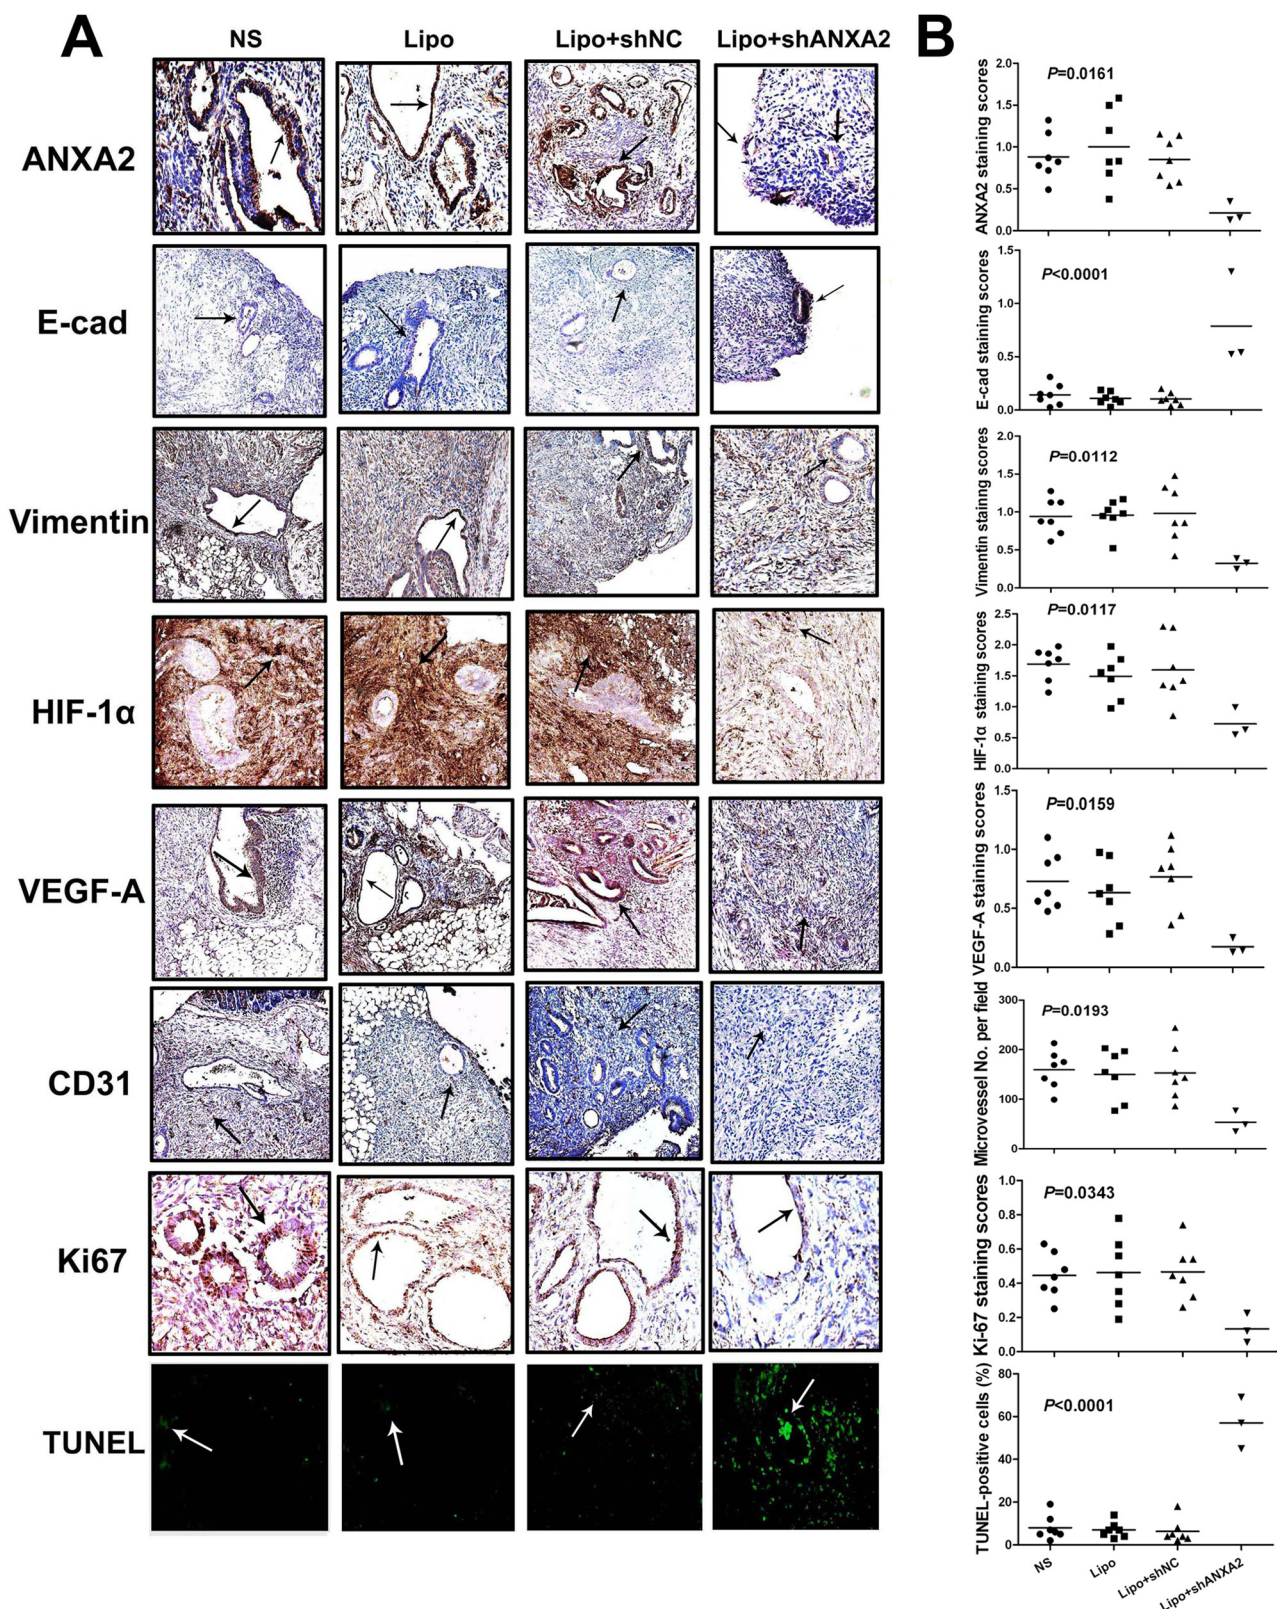 A
NS
Lipo
Lipo+shNC
Lipo+shANXA2
ANXA2
E-cad
Vimentin
HIF-1α
VEGF-A
CD31
Ki67
TUNEL
B
ANXA2 staining scores
2.0
1.5
1.0
0.5
0.0
P=0.0161
E-cad staining scores
1.5
1.0
0.5
0.0
P<0.0001
Vimentin staining scores
2.0
1.5
1.0
0.5
0.0
P=0.0112
HIF-1α staining scores
2.5
2.0
1.5
1.0
0.5
0.0
P=0.0117
VEGF-A staining scores
1.5
1.0
0.5
0.0
P=0.0159
Microvessel No. per field
300
200
100
0
P=0.0193
Ki-67 staining scores
1.0
0.8
0.6
0.4
0.2
0.0
P=0.0343
TUNEL-positive cells (%)
80
60
40
20
0
P<0.0001
NS
Lipo
Lipo+shNC
Lipo+shANXA2